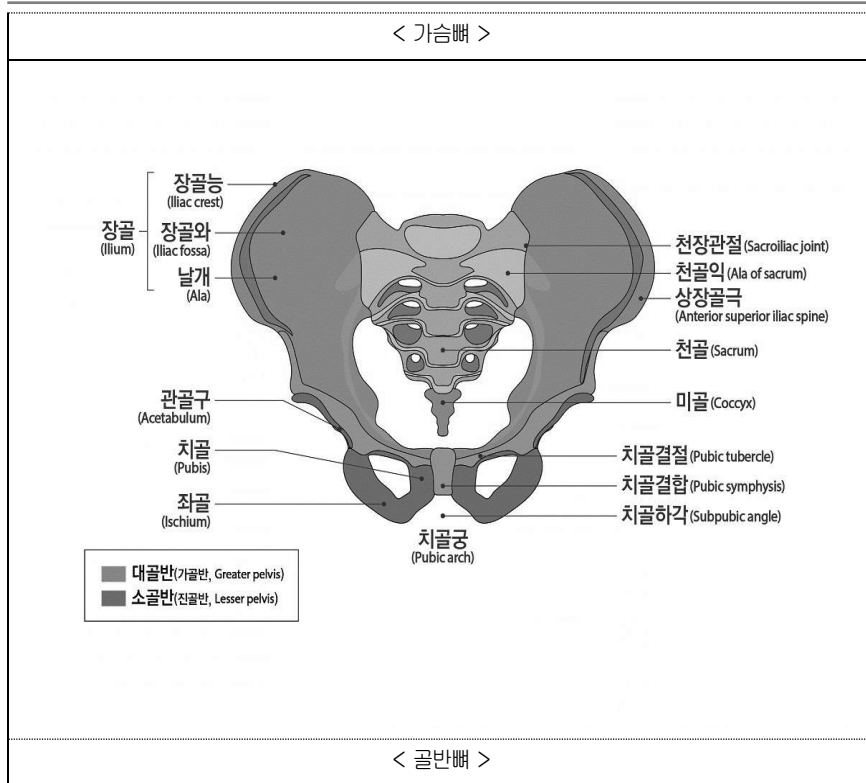 < 가슴뼈 >
장골능
(Iliac crest)
장골
(Ilium)
장골와
(Iliac fossa)
날개
(Ala)
관골구
(Acetabulum)
치골
(Pubis)
좌골
(Ischium)
천장관절(Sacroiliac joint)
천골익(Ala of sacrum)
상장골극
(Anterior superior iliac spine)
천골(Sacrum)
미골(Coccyx)
치골결절(Pubic tubercle)
치골결합(Pubic symphysis)
치골하각(Subpubic angle)
치골궁
(Pubic arch)
대골반(가골반, Greater pelvis)
소골반(진골반, Lesser pelvis)
< 골반뼈 >